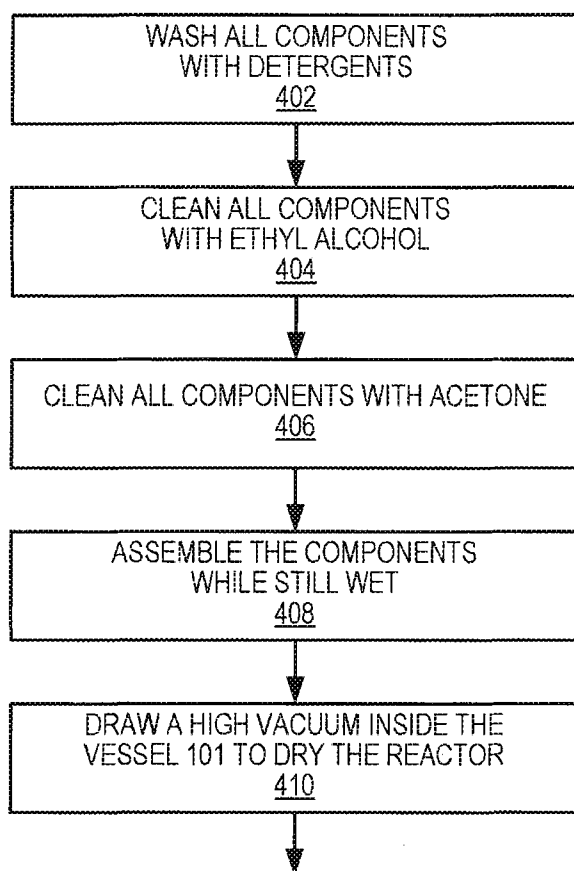 WASH ALL COMPONENTS
WITH DETERGENTS
402
CLEAN ALL COMPONENTS
WITH ETHYL ALCOHOL
404
CLEAN ALL COMPONENTS WITH ACETONE
406
ASSEMBLE THE COMPONENTS
WHILE STILL WET
408
DRAW A HIGH VACUUM INSIDE THE
VESSEL 101 TO DRY THE REACTOR
410